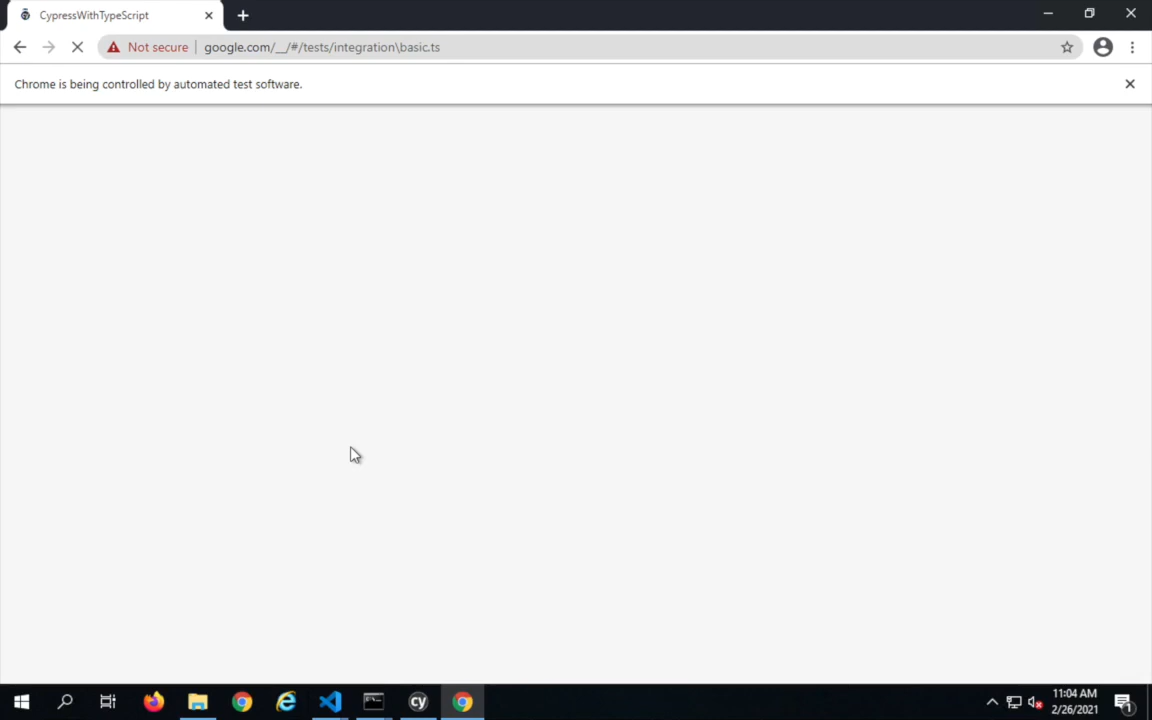 CypressWithTypeScript
Not secure
google.com/__/#/tests/integration\basic.ts
Chrome is being controlled by automated test software.
cy
11:04 AM
2/26/2021
1